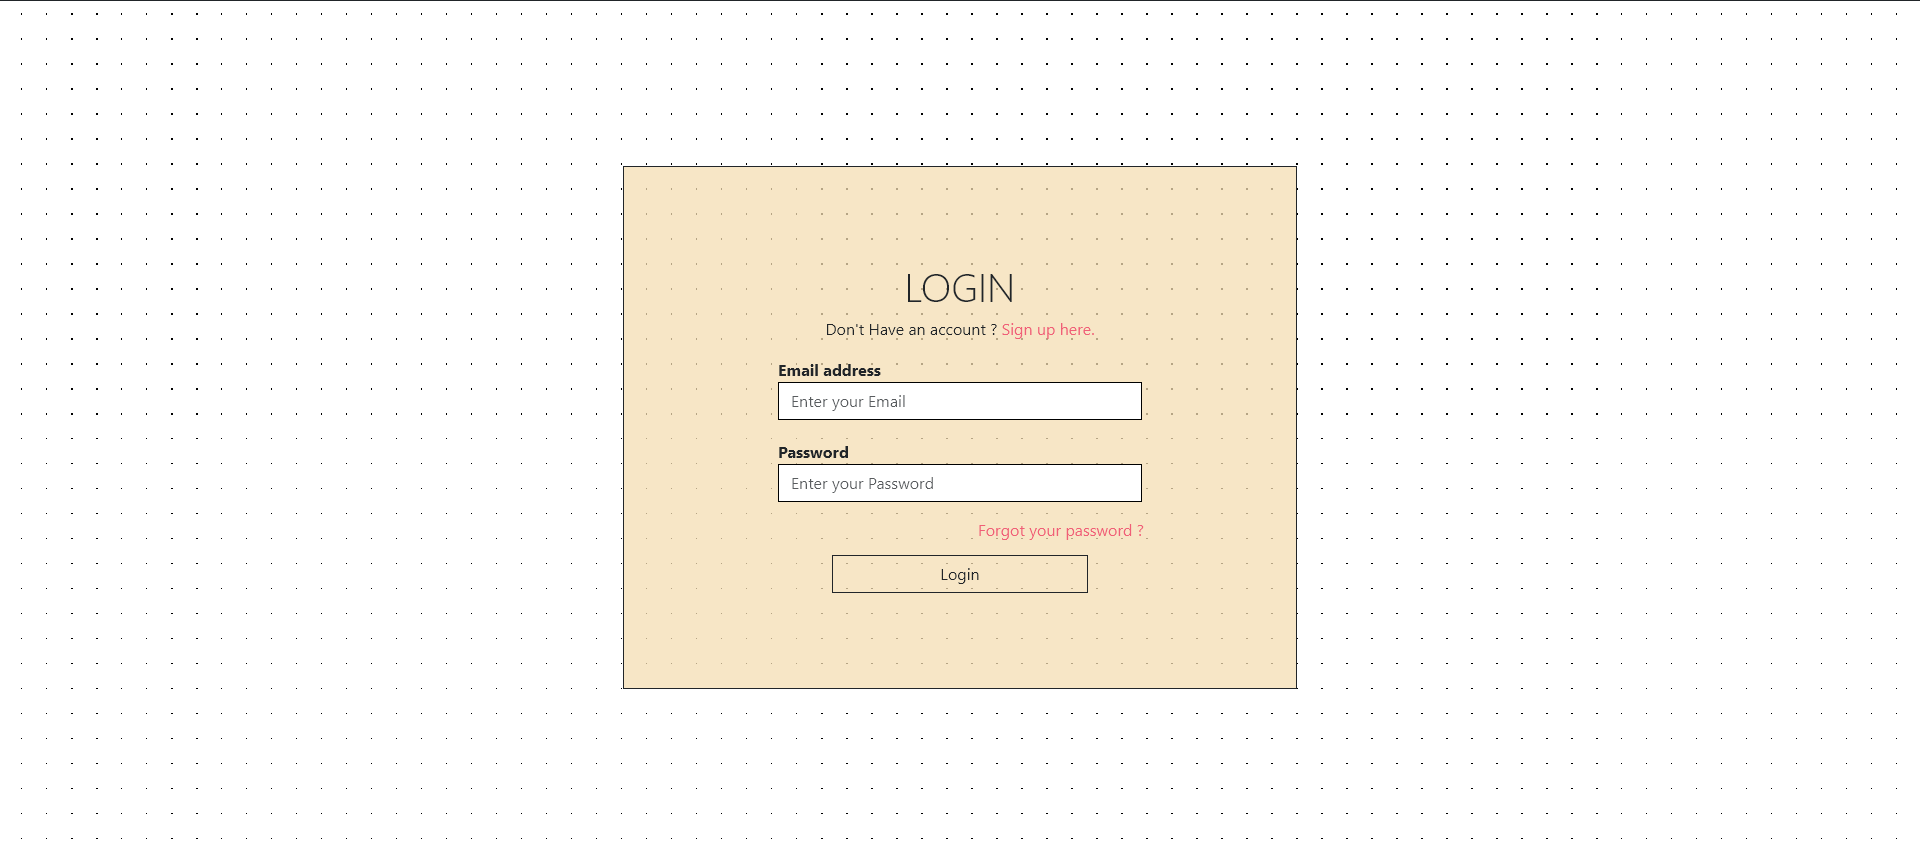 LOGIN
Don't Have an account ? Sign up here.
Email address
Enter your Email
Password
Enter your Password
Forgot your password ?
Login